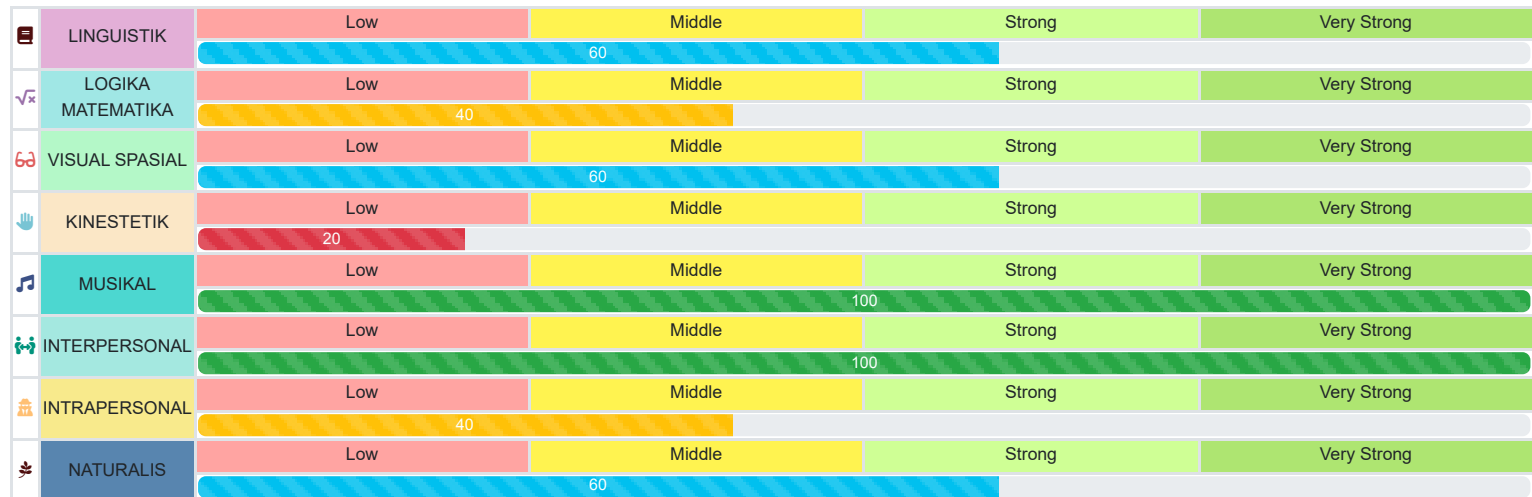 LINGUISTIK
Low Middle Strong Very Strong
60
LOGIKA
MATEMATIKA
Low Middle Strong Very Strong
40
VISUAL SPASIAL
Low Middle Strong Very Strong
60
KINESTETIK
Low Middle Strong Very Strong
20
MUSIKAL
Low Middle Strong Very Strong
100
INTERPERSONAL
Low Middle Strong Very Strong
100
INTRAPERSONAL
Low Middle Strong Very Strong
40
NATURALIS
Low Middle Strong Very Strong
60